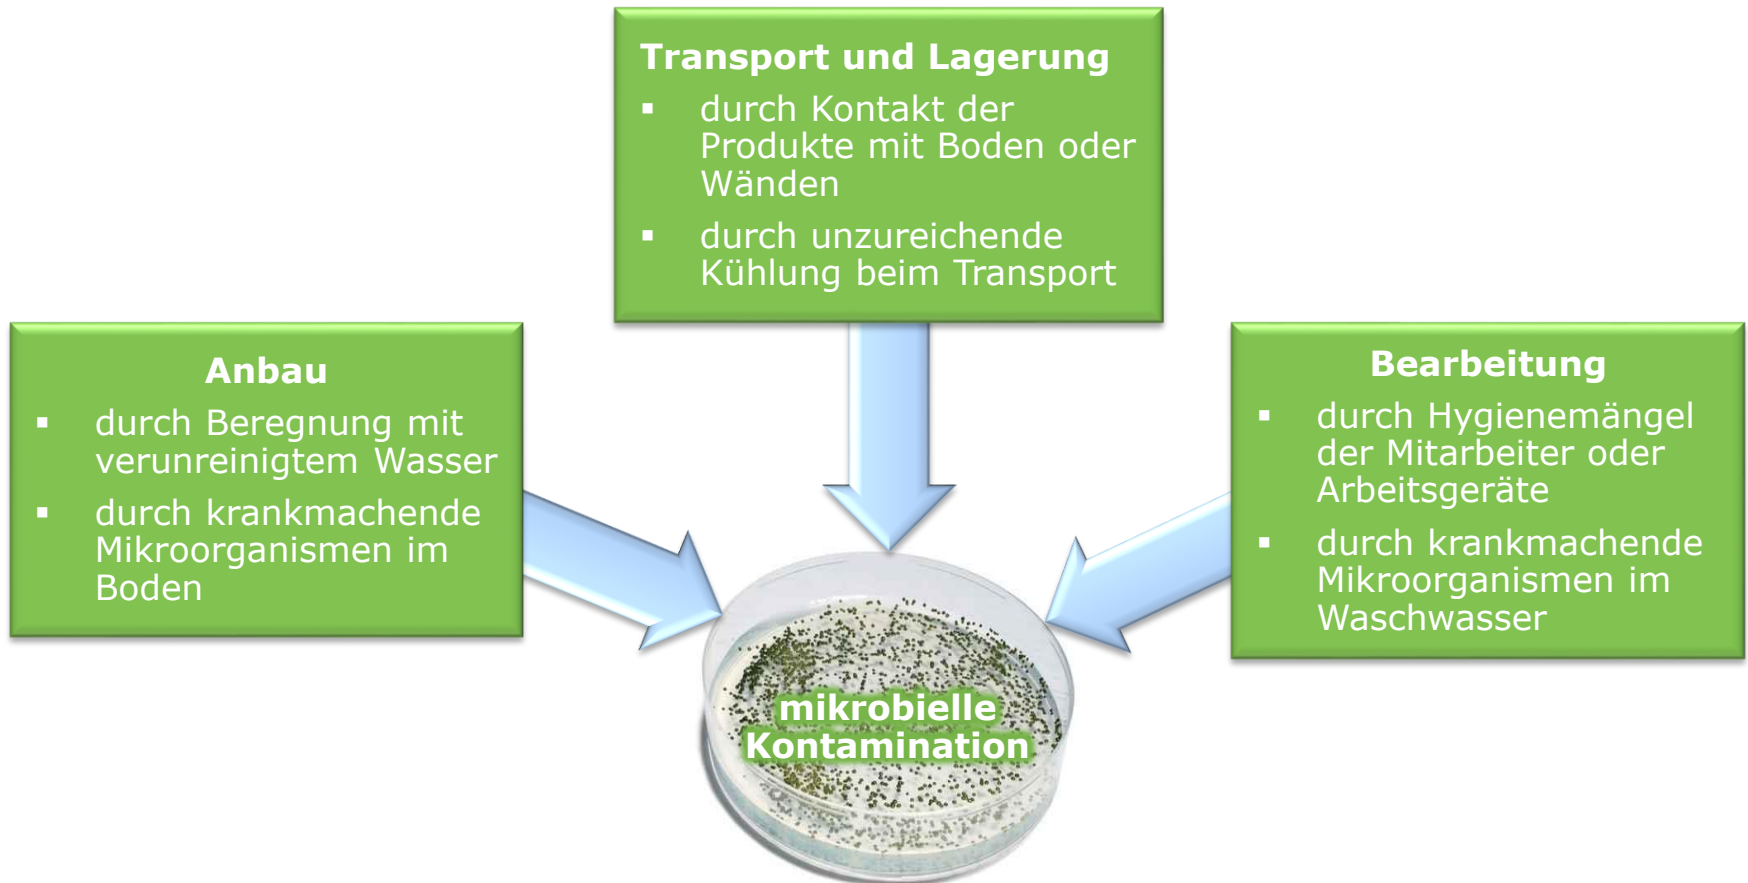 Transport und Lagerung
▪ durch Kontakt der
Produkte mit Boden oder
Wänden
▪ durch unzureichende
Kühlung beim Transport
Anbau
▪ durch Beregnung mit
verunreinigtem Wasser
▪ durch krankmachende
Mikroorganismen im
Boden
Bearbeitung
▪ durch Hygienemängel
der Mitarbeiter oder
Arbeitsgeräte
▪ durch krankmachende
Mikroorganismen im
Waschwasser
mikrobielle
Kontamination